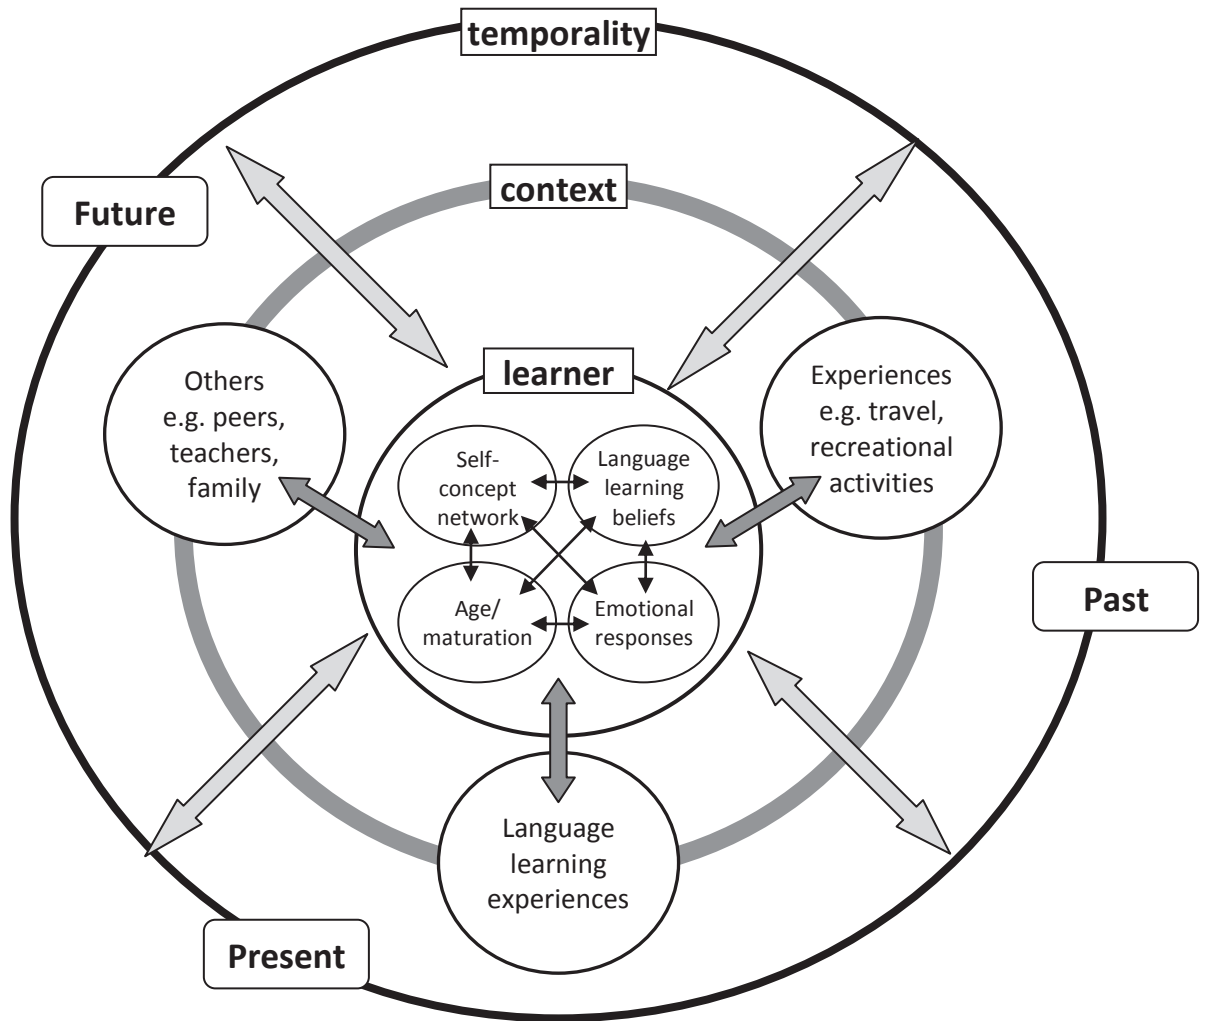 temporality
context
Future
learner
Others
e.g. peers,
teachers,
family
Experiences
e.g. travel,
recreational
activities
Self-
concept
network
Language
learning
beliefs
Age/
maturation
Emotional
responses
Past
Language
learning
experiences
Present